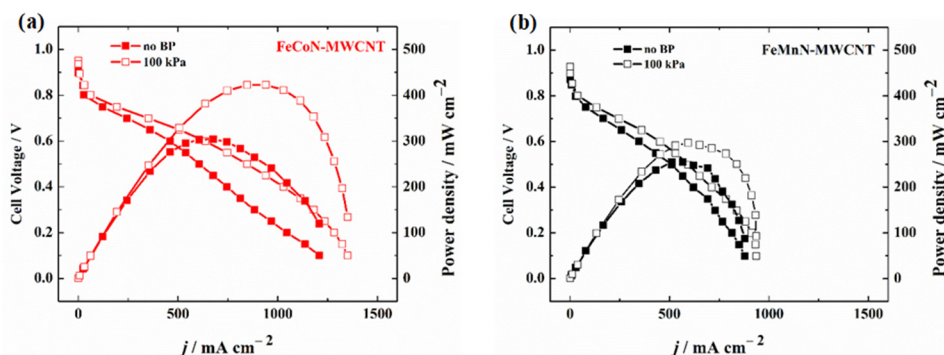 (a)
FeCoN-MWCNT
no BP
100 kPa
Cell Voltage / V
1.0
0.8
0.6
0.4
0.2
0.0
Power density / mW cm−2
500
400
300
200
100
0
0
500
1000
1500
j / mA cm−2
(b)
FeMnN-MWCNT
no BP
100 kPa
Cell Voltage / V
1.0
0.8
0.6
0.4
0.2
0.0
Power density / mW cm−2
500
400
300
200
100
0
0
500
1000
1500
j / mA cm−2